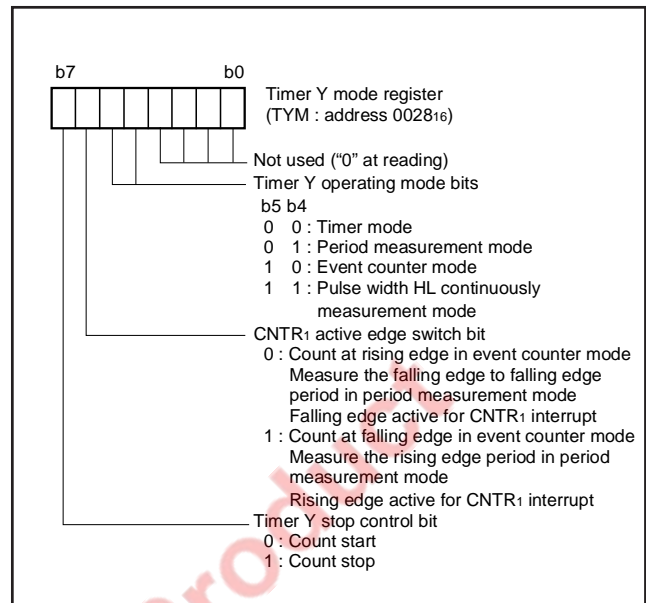 b7 b0
Timer Y mode register
(TYM : address 002816)
Not used (“0” at reading)
Timer Y operating mode bits
b5 b4
0 0 : Timer mode
0 1 : Period measurement mode
1 0 : Event counter mode
1 1 : Pulse width HL continuously
measurement mode
CNTR1 active edge switch bit
0 : Count at rising edge in event counter mode
Measure the falling edge to falling edge
period in period measurement mode
Falling edge active for CNTR1 interrupt
1 : Count at falling edge in event counter mode
Measure the rising edge period in period
measurement mode
Rising edge active for CNTR1 interrupt
Timer Y stop control bit
0 : Count start
1 : Count stop
roduct